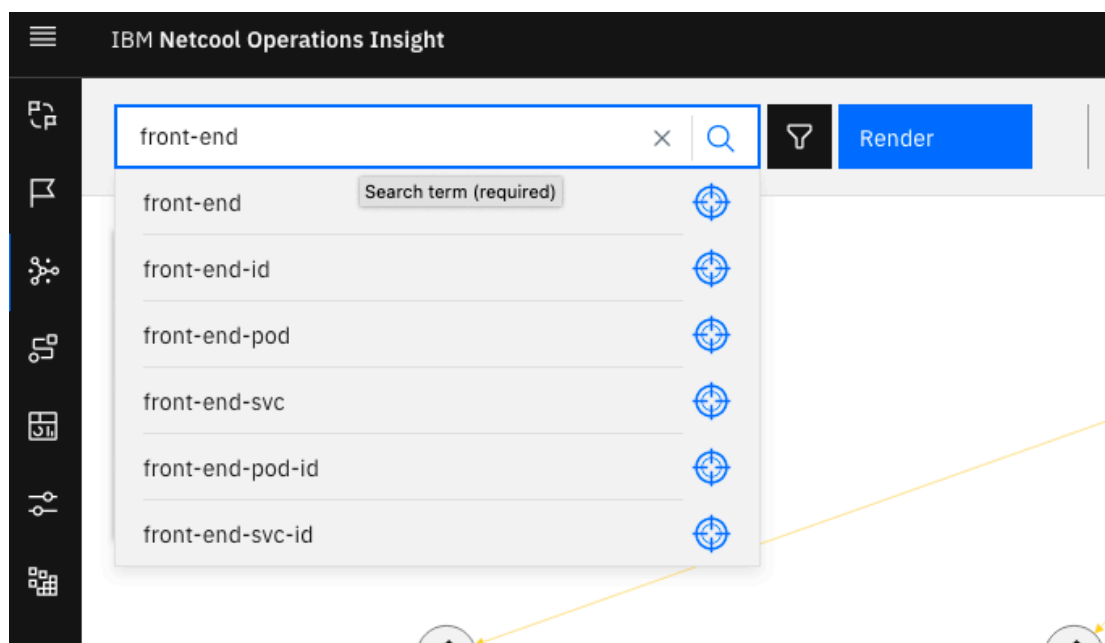 IBM Netcool Operations Insight
front-end
Render
Search term (required)
front-end
front-end-id
front-end-pod
front-end-svc
front-end-pod-id
front-end-svc-id